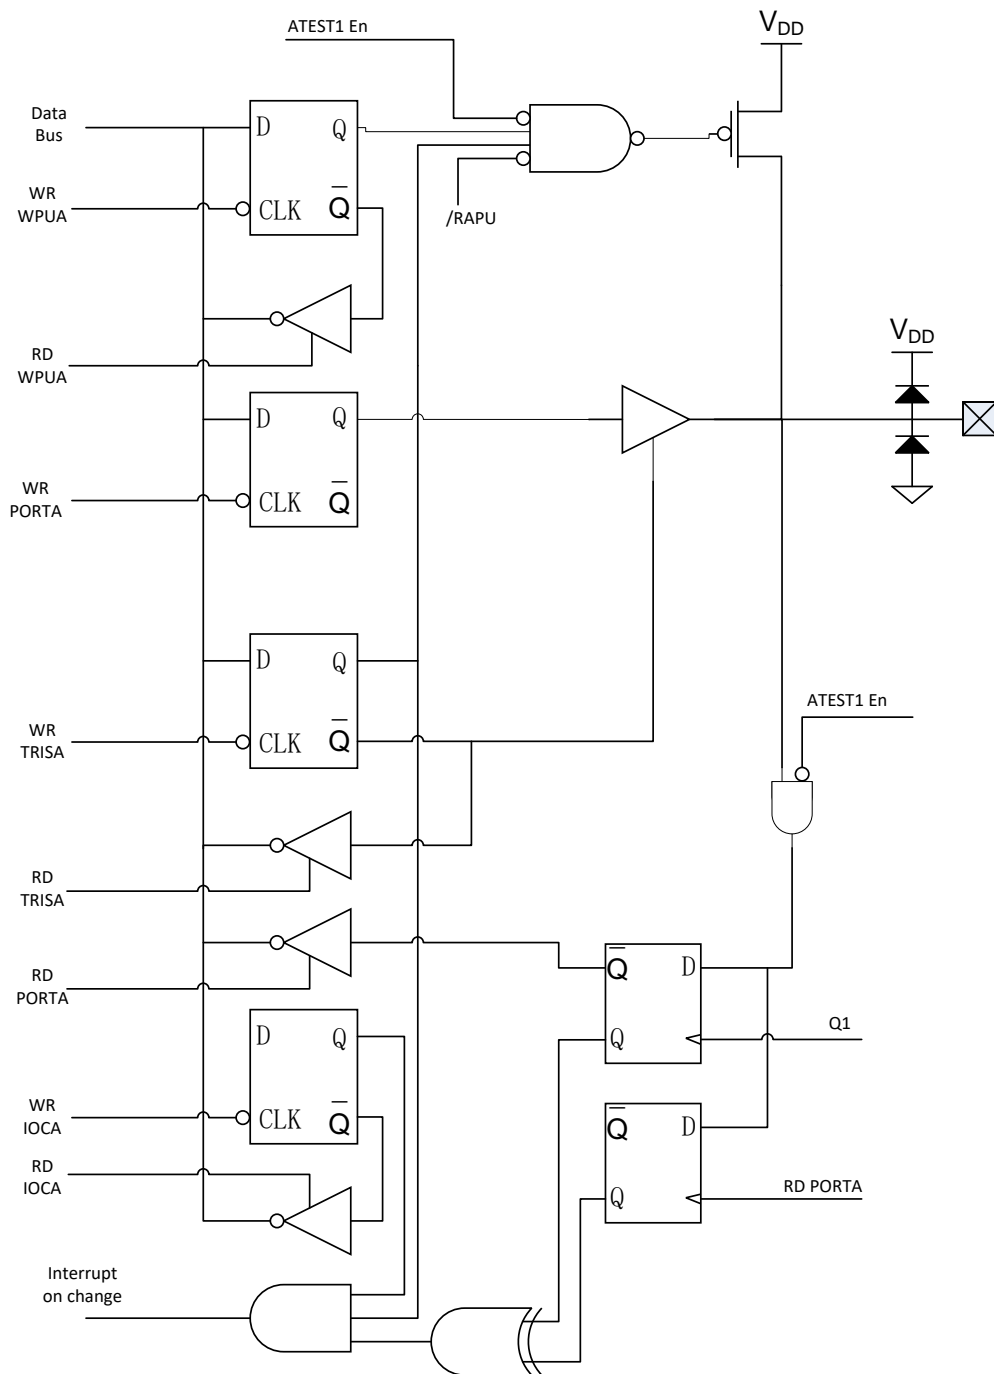 ATEST1 En
VDD
Data
Bus
D
Q
WR
WPUA
CLK
Q̅
/RAPU
RD
WPUA
VDD
D
Q
WR
PORTA
CLK
Q̅
D
Q
ATEST1 En
WR
TRISA
CLK
Q̅
RD
TRISA
RD
PORTA
Q̅
D
D
Q
Q
Q1
WR
IOCA
CLK
Q̅
Q̅
D
RD
IOCA
Q
RD PORTA
Interrupt
on change